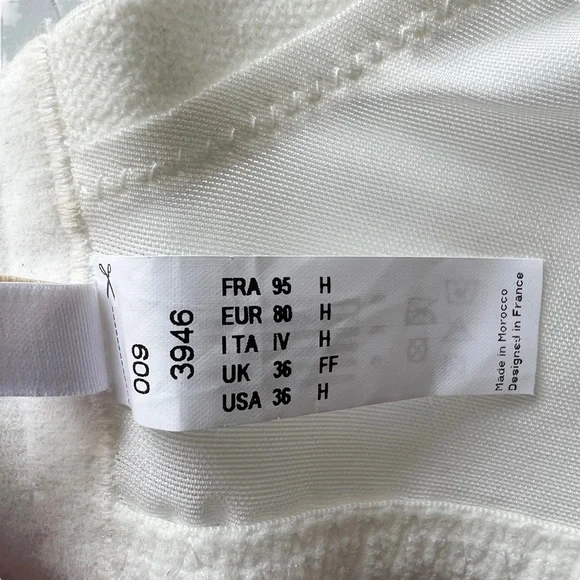 009
3946
FRA 95 H
EUR 80 H
ITA IV H
UK 36 FF
USA 36 H
Made in Morocco
Designed in France